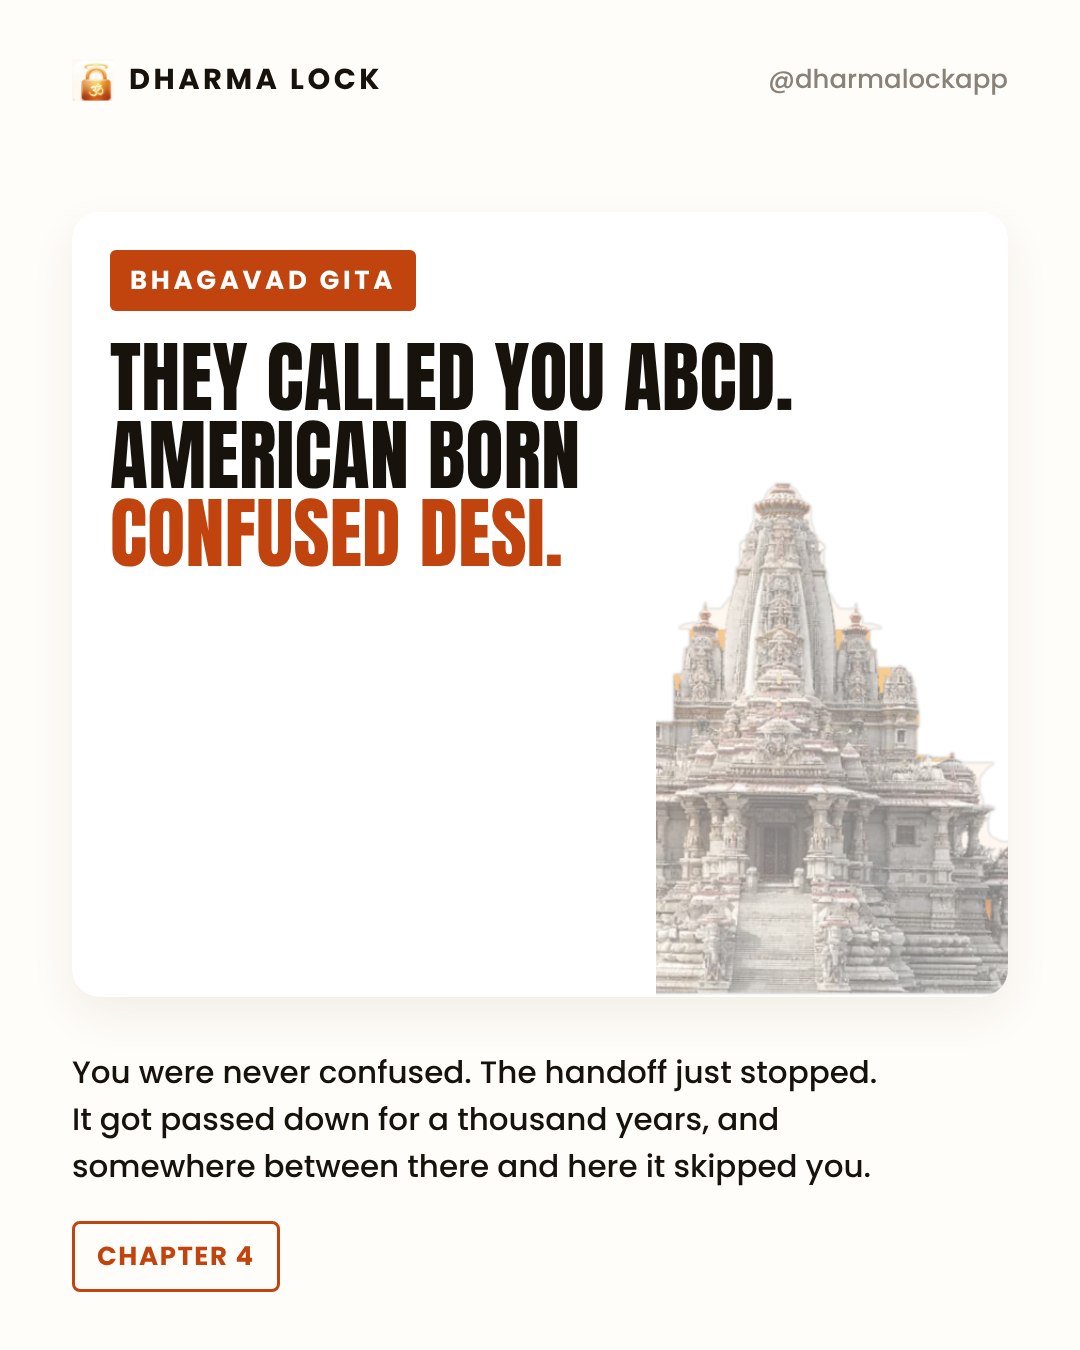 DHARMA LOCK
@dharmalockapp
BHAGAVAD GITA
THEY CALLED YOU ABCD.
AMERICAN BORN
CONFUSED DESI.
You were never confused. The handoff just stopped.
It got passed down for a thousand years, and
somewhere between there and here it skipped you.
CHAPTER 4